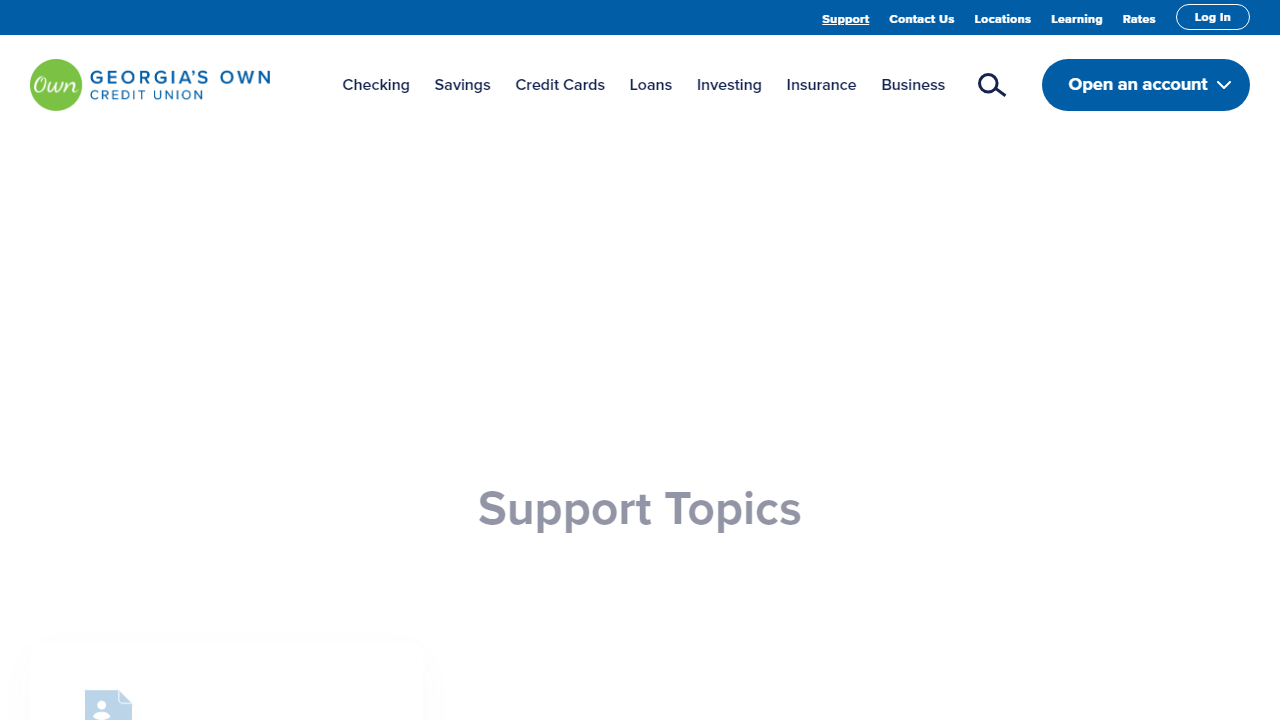 Support Contact Us Locations Learning Rates Log In
Own GEORGIA'S OWN
CREDIT UNION
Checking Savings Credit Cards Loans Investing Insurance Business Open an account
Support Topics